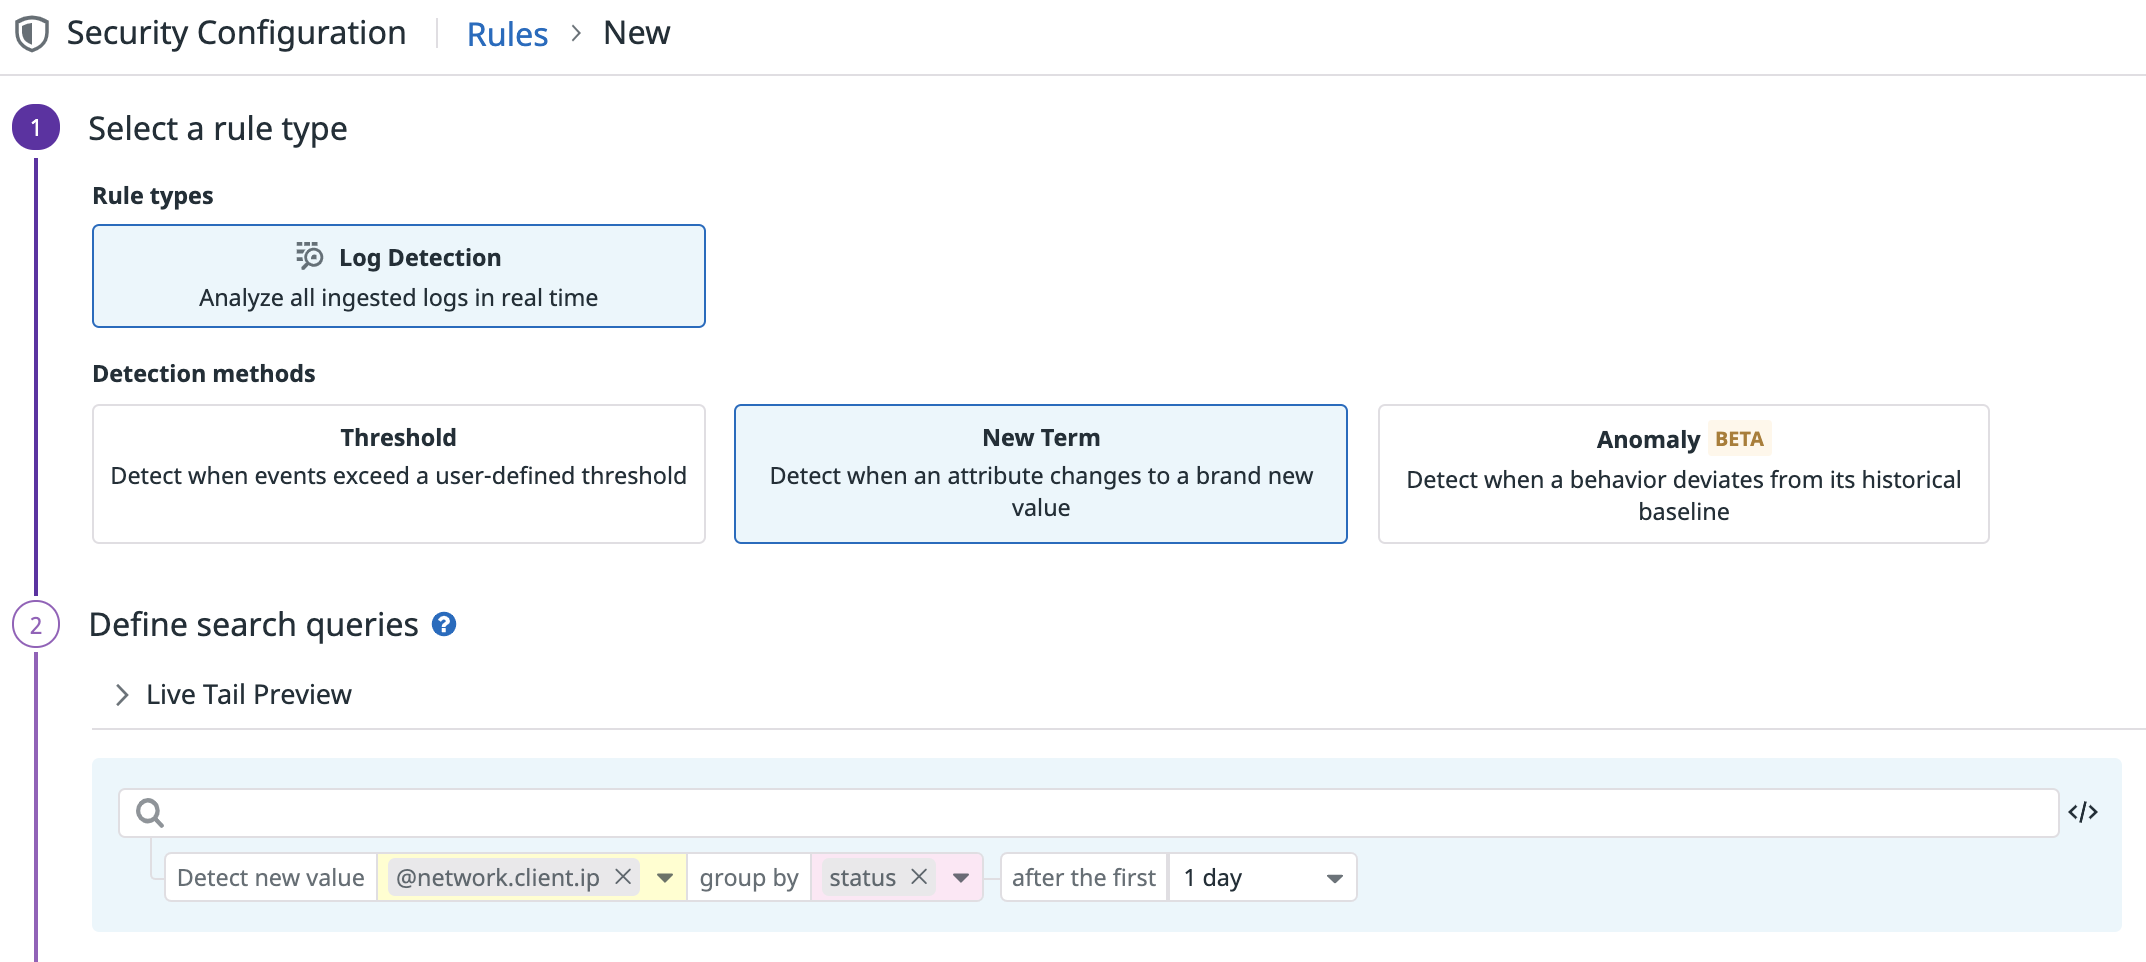 Security Configuration Rules > New
1 Select a rule type
Rule types
Log Detection
Analyze all ingested logs in real time
Detection methods
Threshold
Detect when events exceed a user-defined threshold
New Term
Detect when an attribute changes to a brand new
value
Anomaly BETA
Detect when a behavior deviates from its historical
baseline
2 Define search queries ?
> Live Tail Preview
</>
Detect new value @network.client.ip × group by status × after the first 1 day